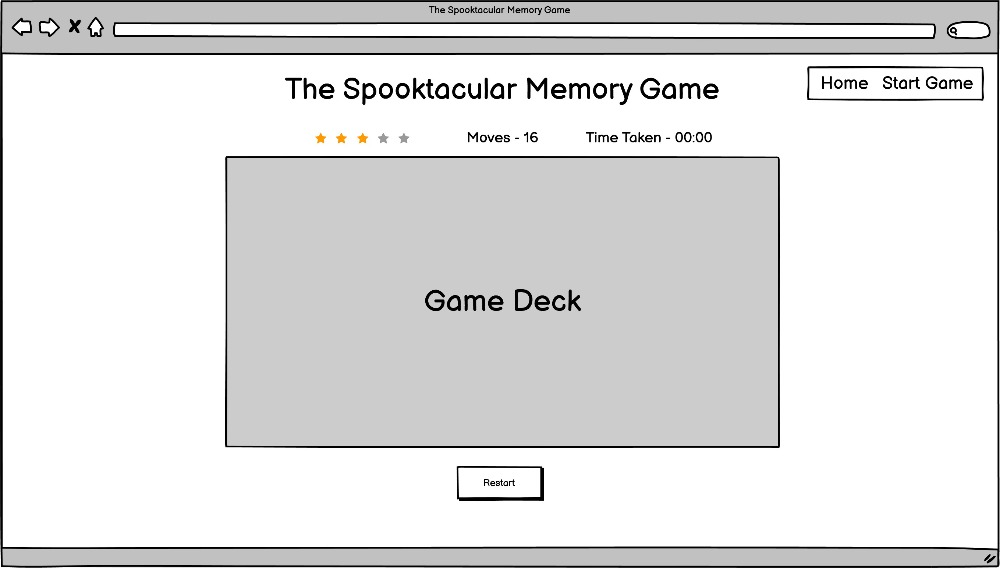 The Spooktacular Memory Game
The Spooktacular Memory Game
Home Start Game
Moves - 16 Time Taken - 00:00
Game Deck
Restart